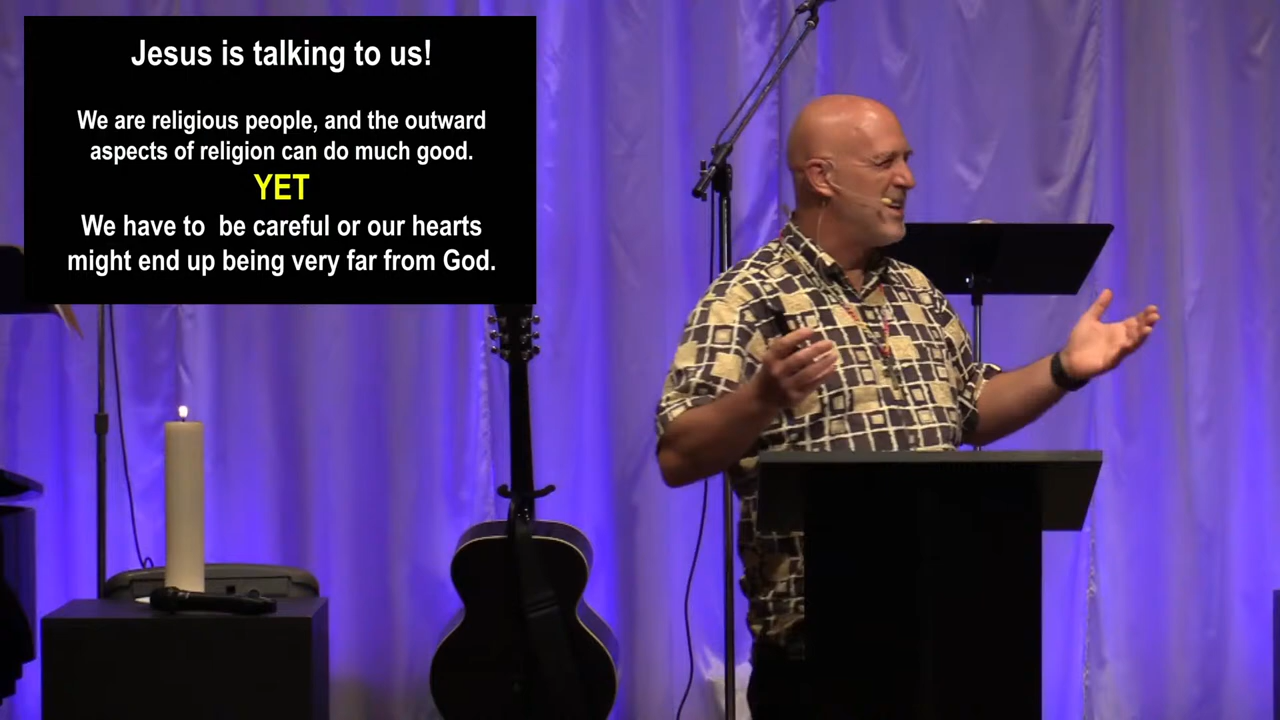 Jesus is talking to us!
We are religious people, and the outward
aspects of religion can do much good.
YET
We have to  be careful or our hearts
might end up being very far from God.